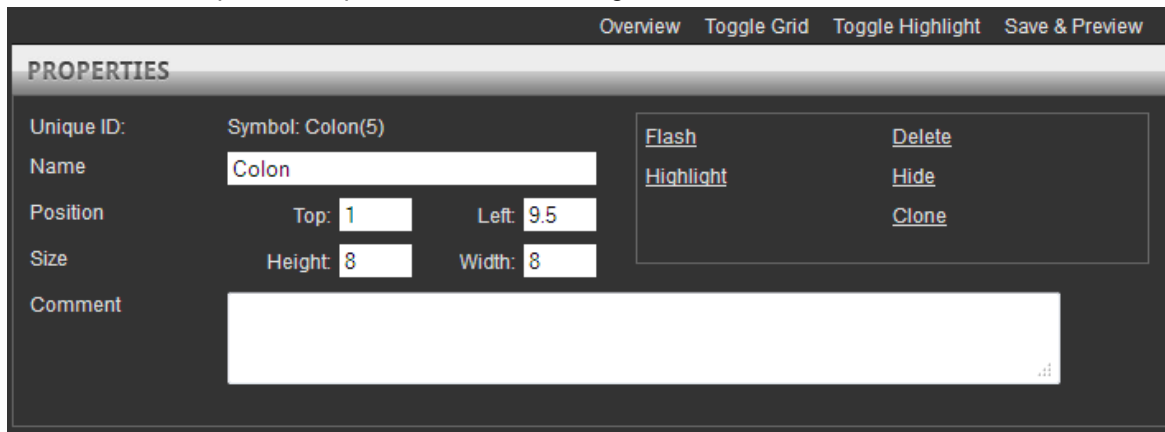 Overview Toggle Grid Toggle Highlight Save & Preview
PROPERTIES
Unique ID: Symbol: Colon(5)
Name Colon
Position Top: 1 Left: 9.5
Size Height: 8 Width: 8
Comment
Flash Delete
Highlight Hide
Clone